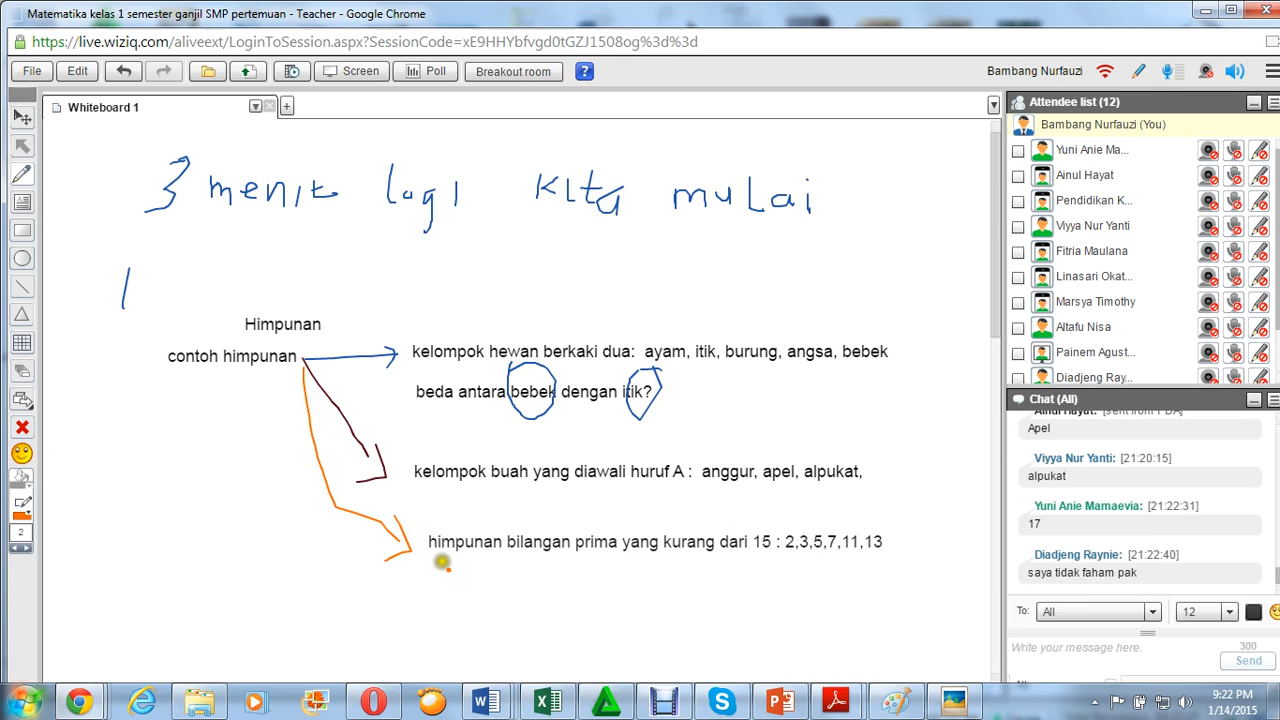 Matematika kelas 1 semester ganjil SMP pertemuan - Teacher - Google Chrome
https://live.wiziq.com/aliveext/LoginToSession.aspx?SessionCode=xE9HHYbfvgd0tGZJ1508og%3d%3d
File Edit Screen Poll Breakout room ? Bambang Nurfauzi
Whiteboard 1
3 menit lagi kita mulai
Himpunan
contoh himpunan
kelompok hewan berkaki dua: ayam, itik, burung, angsa, bebek
beda antara bebek dengan itik?
kelompok buah yang diawali huruf A : anggur, apel, alpukat,
himpunan bilangan prima yang kurang dari 15 : 2,3,5,7,11,13
2
Attendee list (12)
Bambang Nurfauzi (You)
Yuni Anie Ma...
Ainul Hayat
Pendidikan K...
Viyya Nur Yanti
Fitria Maulana
Linasari Okat...
Marsya Timothy
Altafu Nisa
Painem Agust...
Diadjeng Ray...
Chat (All)
Ainul Hayat: [sent from PDA]
Apel
Viyya Nur Yanti: [21:20:15]
alpukat
Yuni Anie Mamaevia: [21:22:31]
17
Diadjeng Raynie: [21:22:40]
saya tidak faham pak
To: All 12
Write your message here. 300
Send
9:22 PM
1/14/2015